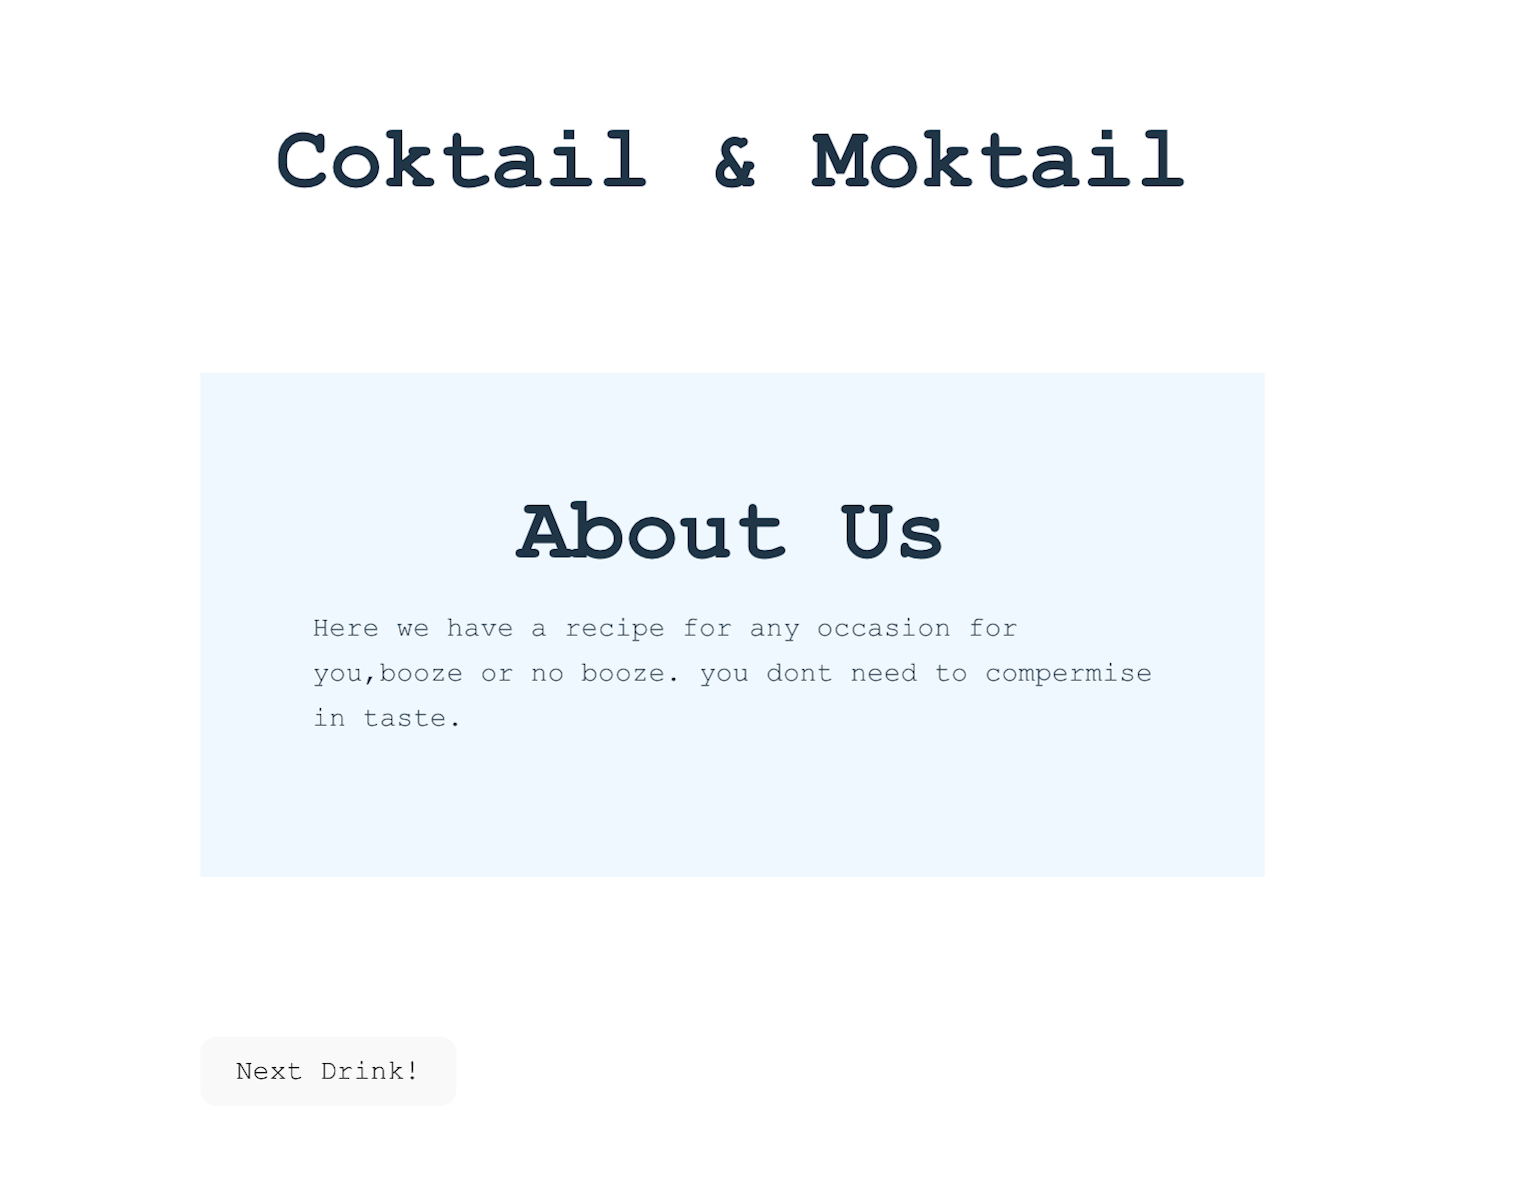 Coktail & Moktail
About Us
Here we have a recipe for any occasion for
you,booze or no booze. you dont need to compermise
in taste.
Next Drink!